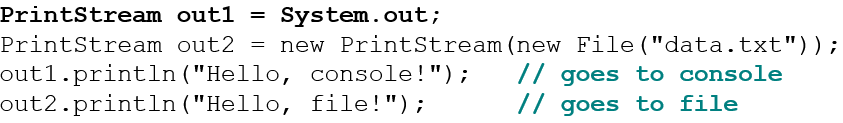 PrintStream out1 = System.out;
PrintStream out2 = new PrintStream(new File("data.txt"));
out1.println("Hello, console!");   // goes to console
out2.println("Hello, file!");      // goes to file